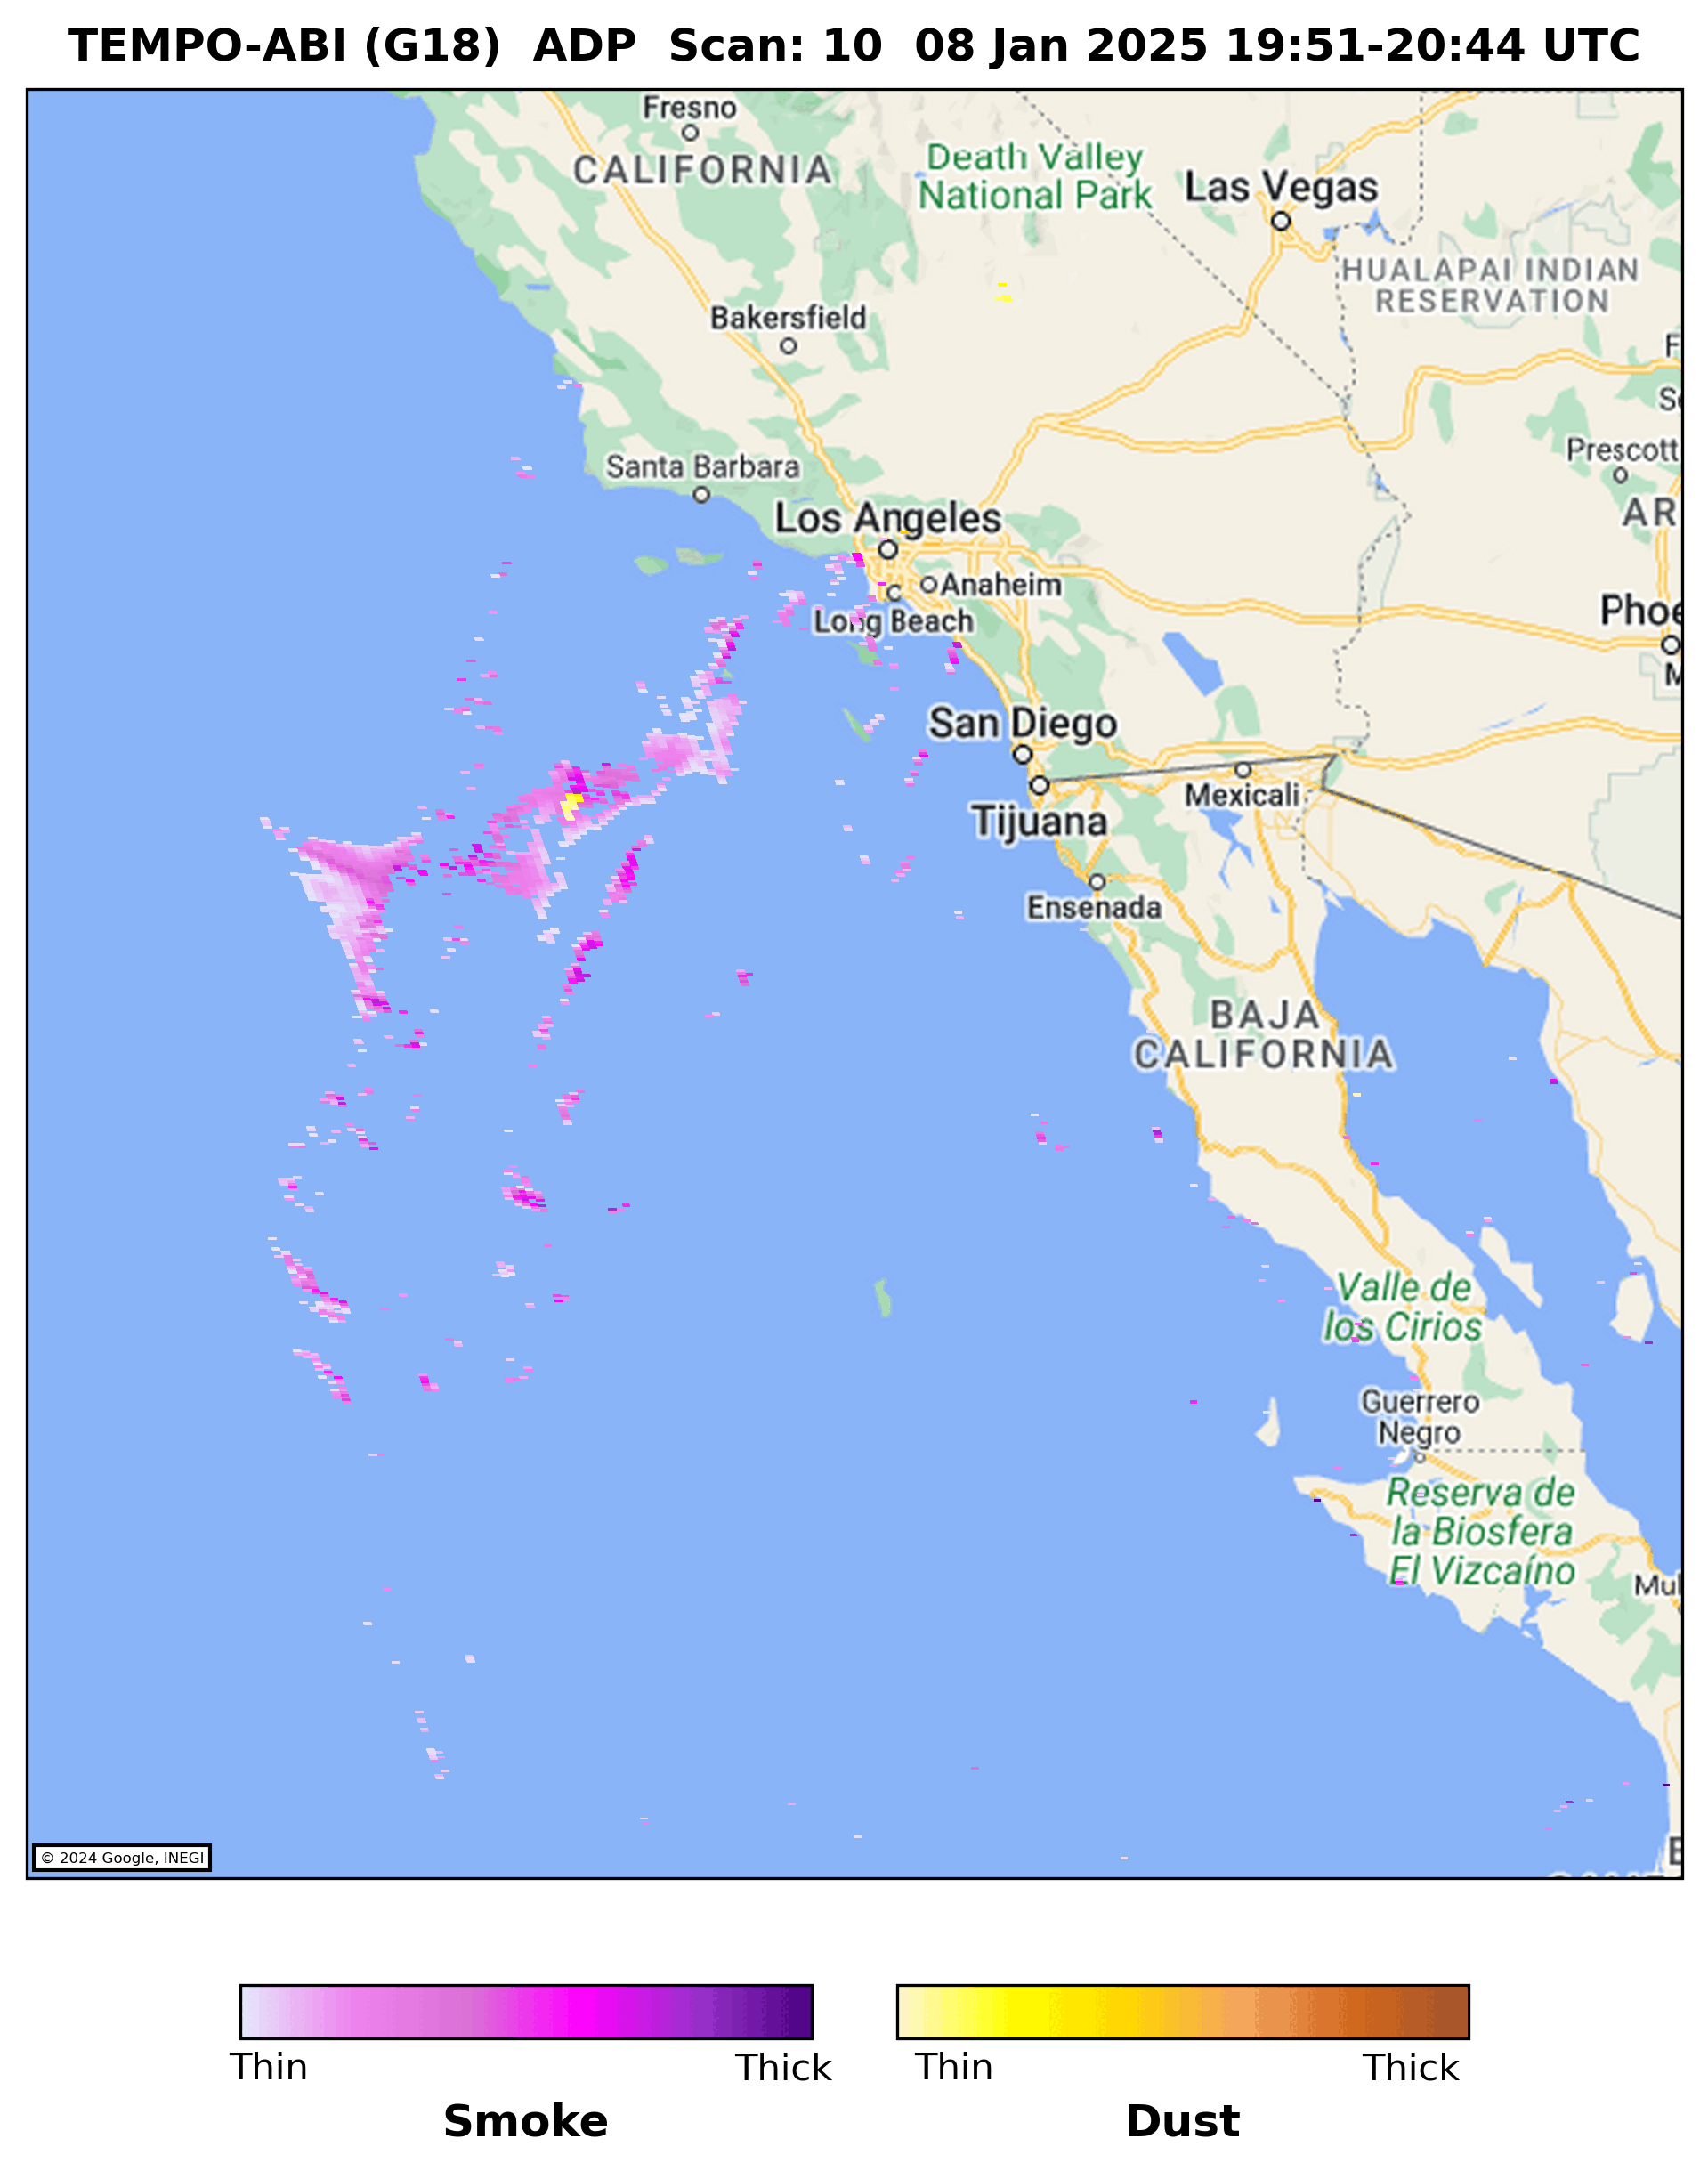 TEMPO-ABI (G18)  ADP  Scan: 10  08 Jan 2025 19:51-20:44 UTC
Fresno
CALIFORNIA
Death Valley
National Park
Las Vegas
HUALAPAI INDIAN
RESERVATION
Bakersfield
F
S
Prescott
Santa Barbara
AR
Los Angeles
Anaheim
Phoe
Long Beach
M
San Diego
Mexicali
Tijuana
Ensenada
BAJA
CALIFORNIA
Valle de
los Cirios
Guerrero
Negro
Reserva de
la Biosfera
El Vizcaíno
Mul
© 2024 Google, INEGI
Thin
Thick
Thin
Thick
Smoke
Dust